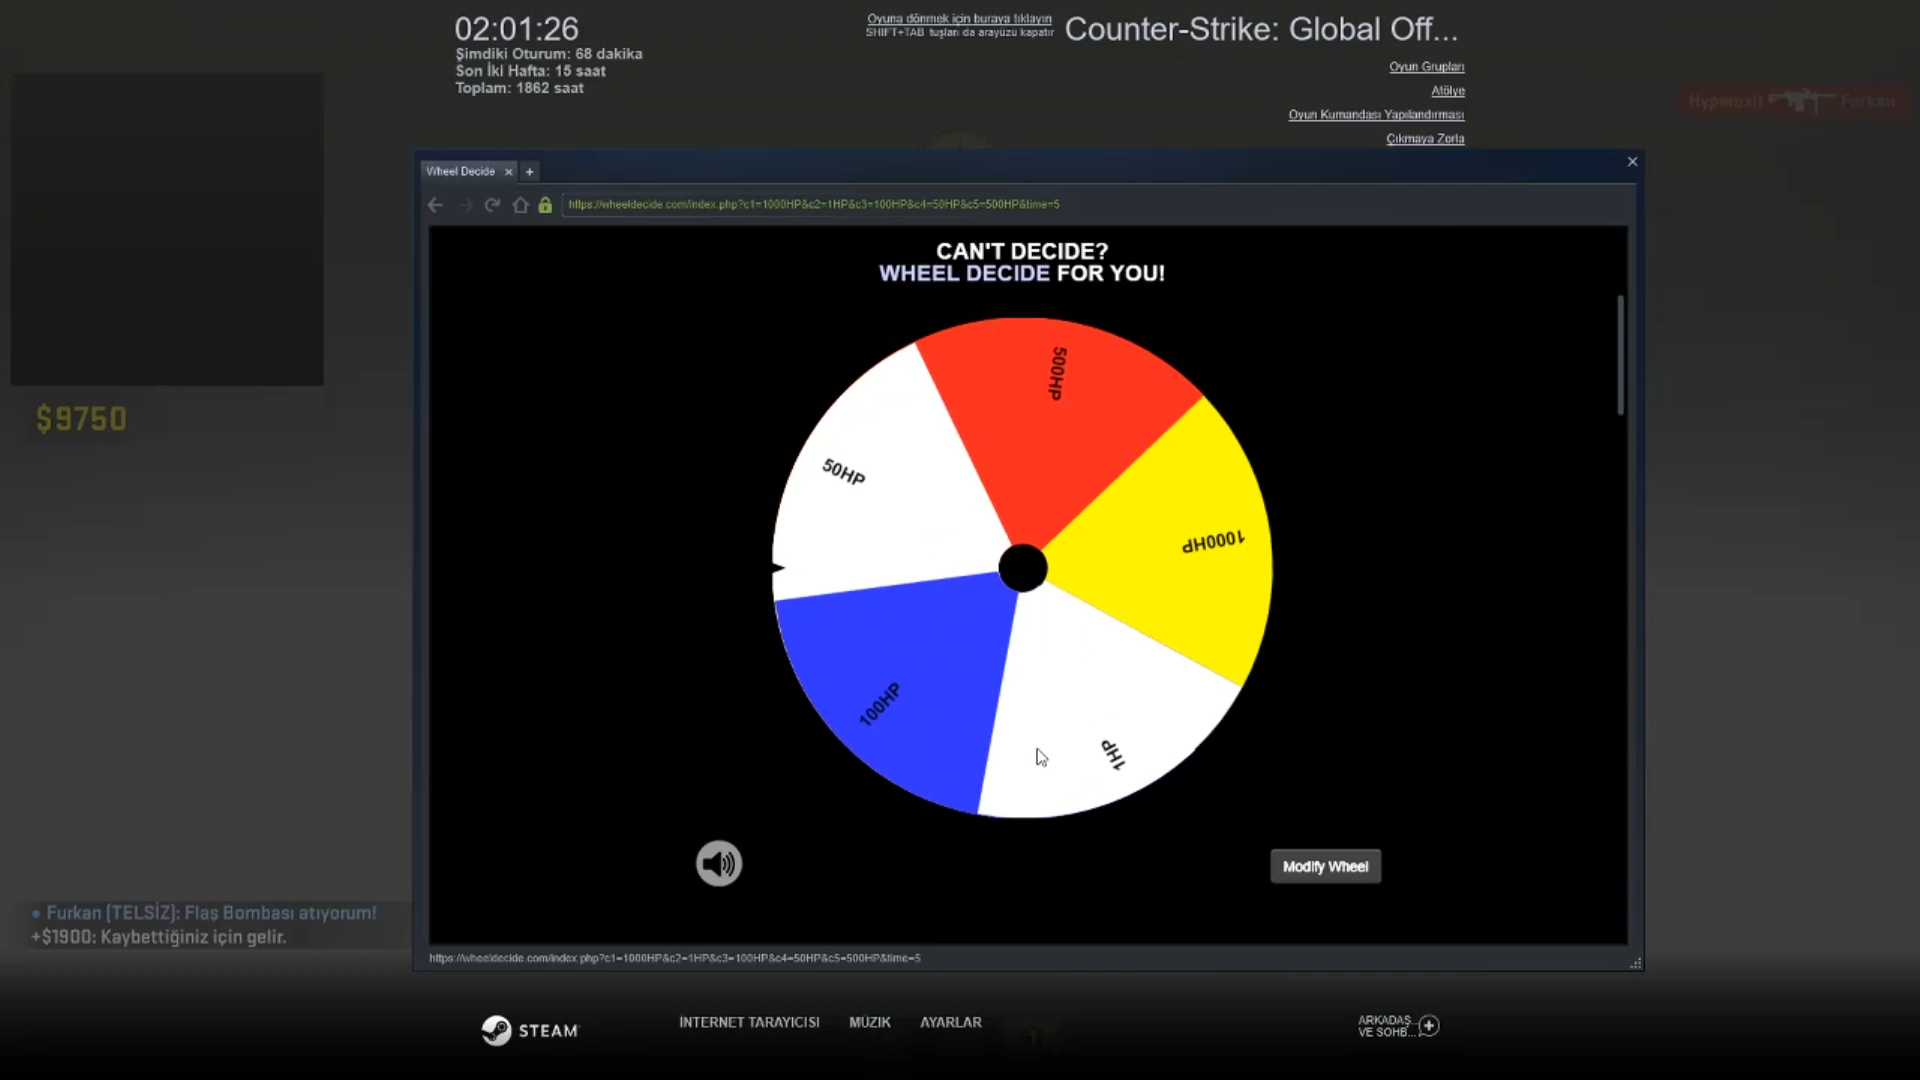 02:01:26
Şimdiki Oturum: 68 dakika
Son İki Hafta: 15 saat
Toplam: 1862 saat
Oyuna dönmek için buraya tıklayın
SHIFT+TAB tuşları da arayüzü kapatır
Counter-Strike: Global Off...
Oyun Grupları
Atölye
Oyun Kumandası Yapılandırması
Çıkmaya Zorla
Hyperoxit Furkan
Wheel Decide
https://wheeldecide.com/index.php?c1=1000HP&c2=1HP&c3=100HP&c4=50HP&c5=500HP&time=5
CAN'T DECIDE?
WHEEL DECIDE FOR YOU!
500HP
50HP
1000HP
100HP
1HP
$9750
Modify Wheel
Furkan (TELSİZ): Flaş Bombası atıyorum!
+$1900: Kaybettiğiniz için gelir.
https://wheeldecide.com/index.php?c1=1000HP&c2=1HP&c3=100HP&c4=50HP&c5=500HP&time=5
STEAM
İNTERNET TARAYICISI
MÜZIK
AYARLAR
ARKADAŞ...
VE SOHB...